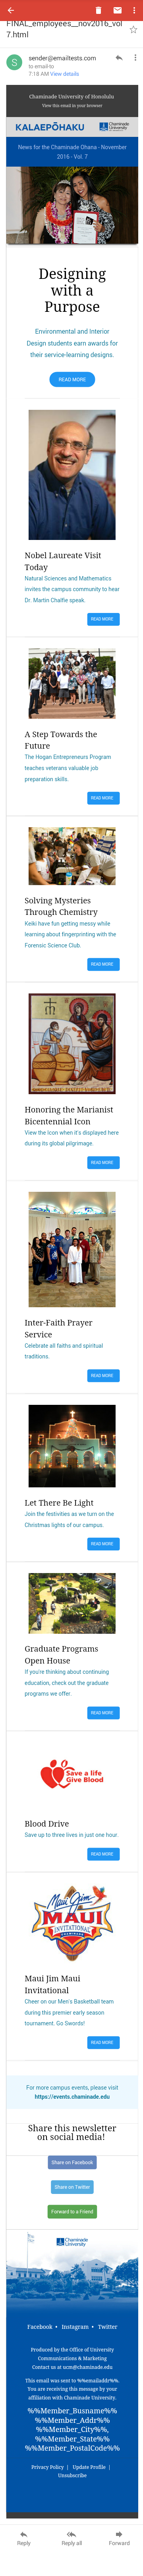 FINAL_employees__nov2016_vol
7.html
S
sender@emailtests.com
to email-to
7:18 AM View details
Chaminade University of Honolulu
View this email in your browser
KALAEPŌHAKU
Chaminade
University
News for the Chaminade Ohana - November
2016 - Vol. 7
Designing
with a
Purpose
Environmental and Interior
Design students earn awards for
their service-learning designs.
READ MORE
Nobel Laureate Visit
Today
Natural Sciences and Mathematics
invites the campus community to hear
Dr. Martin Chalfie speak.
READ MORE
A Step Towards the
Future
The Hogan Entrepreneurs Program
teaches veterans valuable job
preparation skills.
READ MORE
Solving Mysteries
Through Chemistry
Keiki have fun getting messy while
learning about fingerprinting with the
Forensic Science Club.
READ MORE
Honoring the Marianist
Bicentennial Icon
View the Icon when it's displayed here
during its global pilgrimage.
READ MORE
Inter-Faith Prayer
Service
Celebrate all faiths and spiritual
traditions.
READ MORE
Let There Be Light
Join the festivities as we turn on the
Christmas lights of our campus.
READ MORE
Graduate Programs
Open House
If you're thinking about continuing
education, check out the graduate
programs we offer.
READ MORE
Save a life
Give Blood
Blood Drive
Save up to three lives in just one hour.
READ MORE
Maui Jim
MAUI
INVITATIONAL
Maui Jim Maui
Invitational
Cheer on our Men's Basketball team
during this premier early season
tournament. Go Swords!
READ MORE
For more campus events, please visit
https://events.chaminade.edu
Share this newsletter
on social media!
Share on Facebook
Share on Twitter
Forward to a Friend
Chaminade
University
Facebook • Instagram • Twitter
Produced by the Office of University
Communications & Marketing
Contact us at ucm@chaminade.edu
This email was sent to %%emailaddr%%.
You are receiving this message by your
affiliation with Chaminade University.
%%Member_Busname%%
%%Member_Addr%%
%%Member_City%%,
%%Member_State%%
%%Member_PostalCode%%
Privacy Policy | Update Profile |
Unsubscribe
Reply Reply all Forward